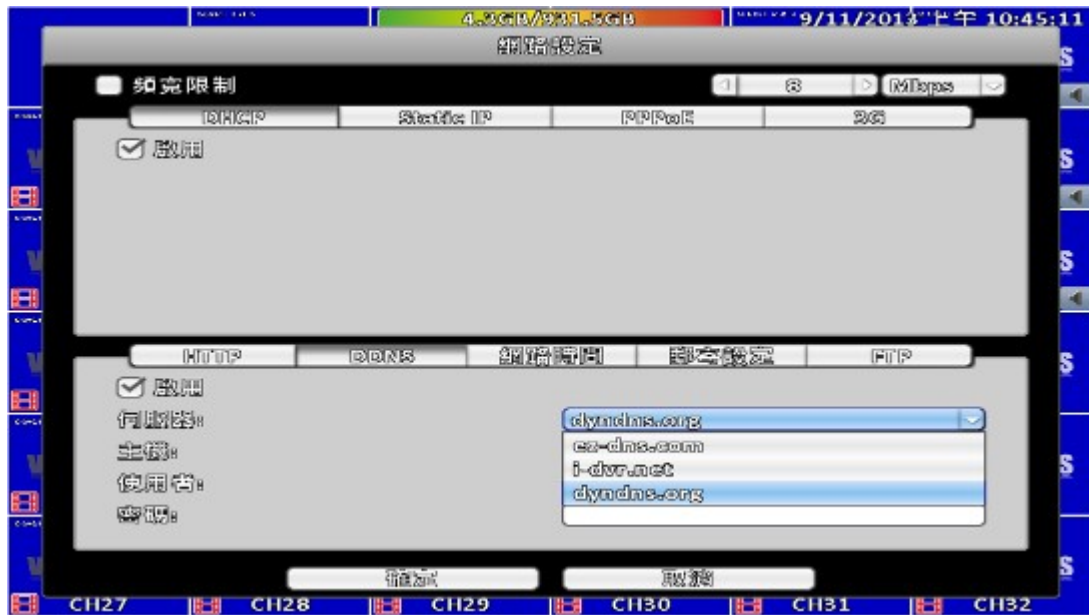 4.3GB/931.5GB
9/11/2013 上午 10:45:11
網路設定
頻寬限制 8 Mbps
DHCP Static IP PPPoE 3G
啟用
HTTP DDNS 網路時間 郵寄設定 FTP
啟用
伺服器: dyndns.org
ez-dns.com
主機:
i-dvr.net
使用者: dyndns.org
密碼:
確定 取消
CH27 CH28 CH29 CH30 CH31 CH32